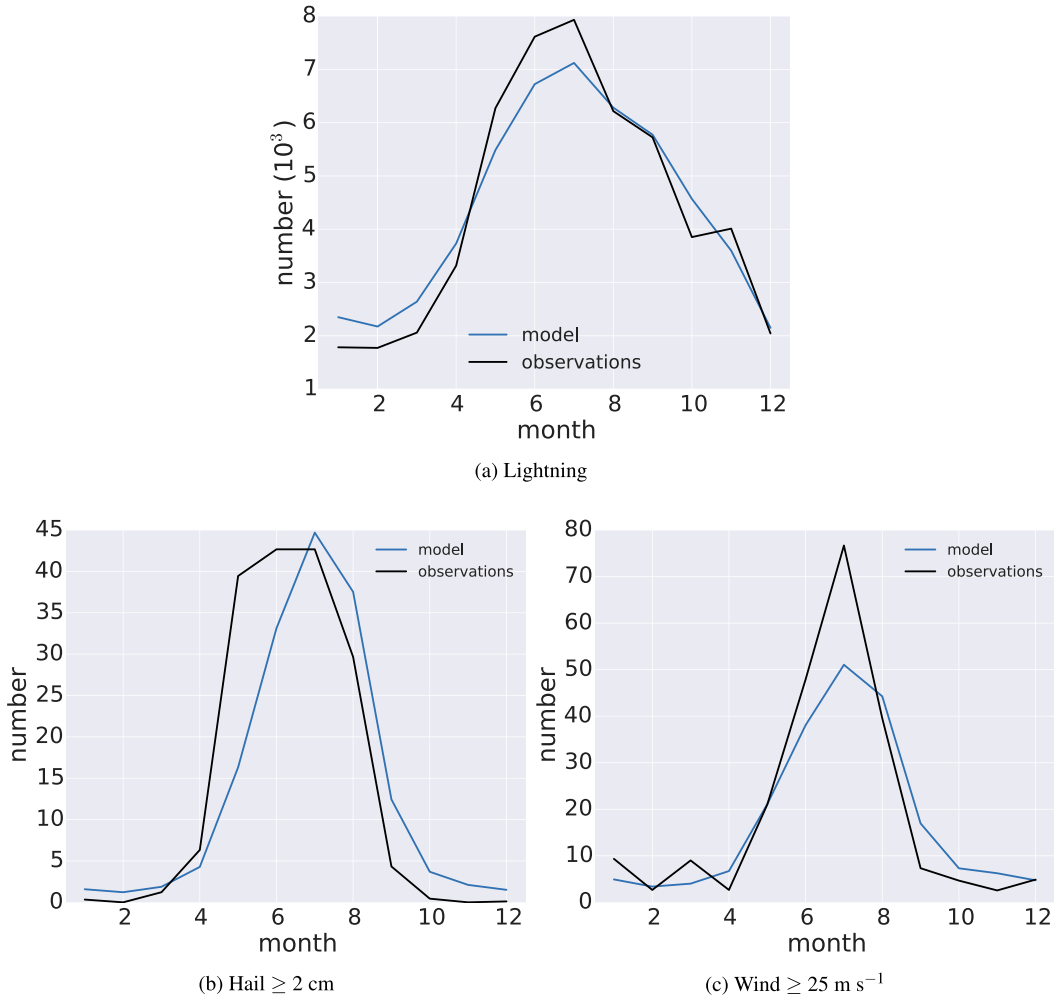 8
7
6
5
4
3
2
1
number (10³)
model
observations
2 4 6 8 10 12
month
(a) Lightning
45
40
35
30
25
20
15
10
5
0
number
model
observations
2 4 6 8 10 12
month
(b) Hail ≥ 2 cm
80
70
60
50
40
30
20
10
0
number
model
observations
2 4 6 8 10 12
month
(c) Wind ≥ 25 m s⁻¹